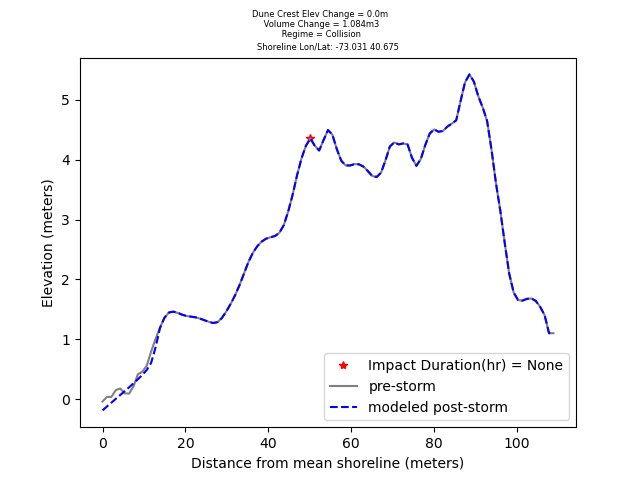 Dune Crest Elev Change = 0.0m
Volume Change = 1.084m3
Regime = Collision
Shoreline Lon/Lat: -73.031 40.675
5
4
3
2
1
0
Elevation (meters)
Impact Duration(hr) = None
pre-storm
modeled post-storm
0 20 40 60 80 100
Distance from mean shoreline (meters)